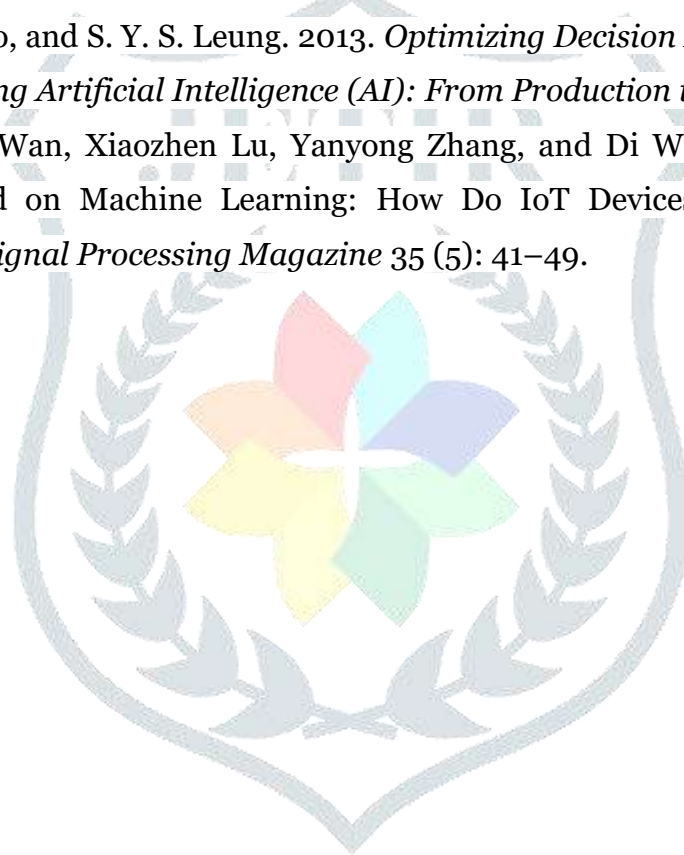 o, and S. Y. S. Leung. 2013. Optimizing Decision
ng Artificial Intelligence (AI): From Production
Wan, Xiaozhen Lu, Yanyong Zhang, and Di W
d on Machine Learning: How Do IoT Devices
ignal Processing Magazine 35 (5): 41–49.